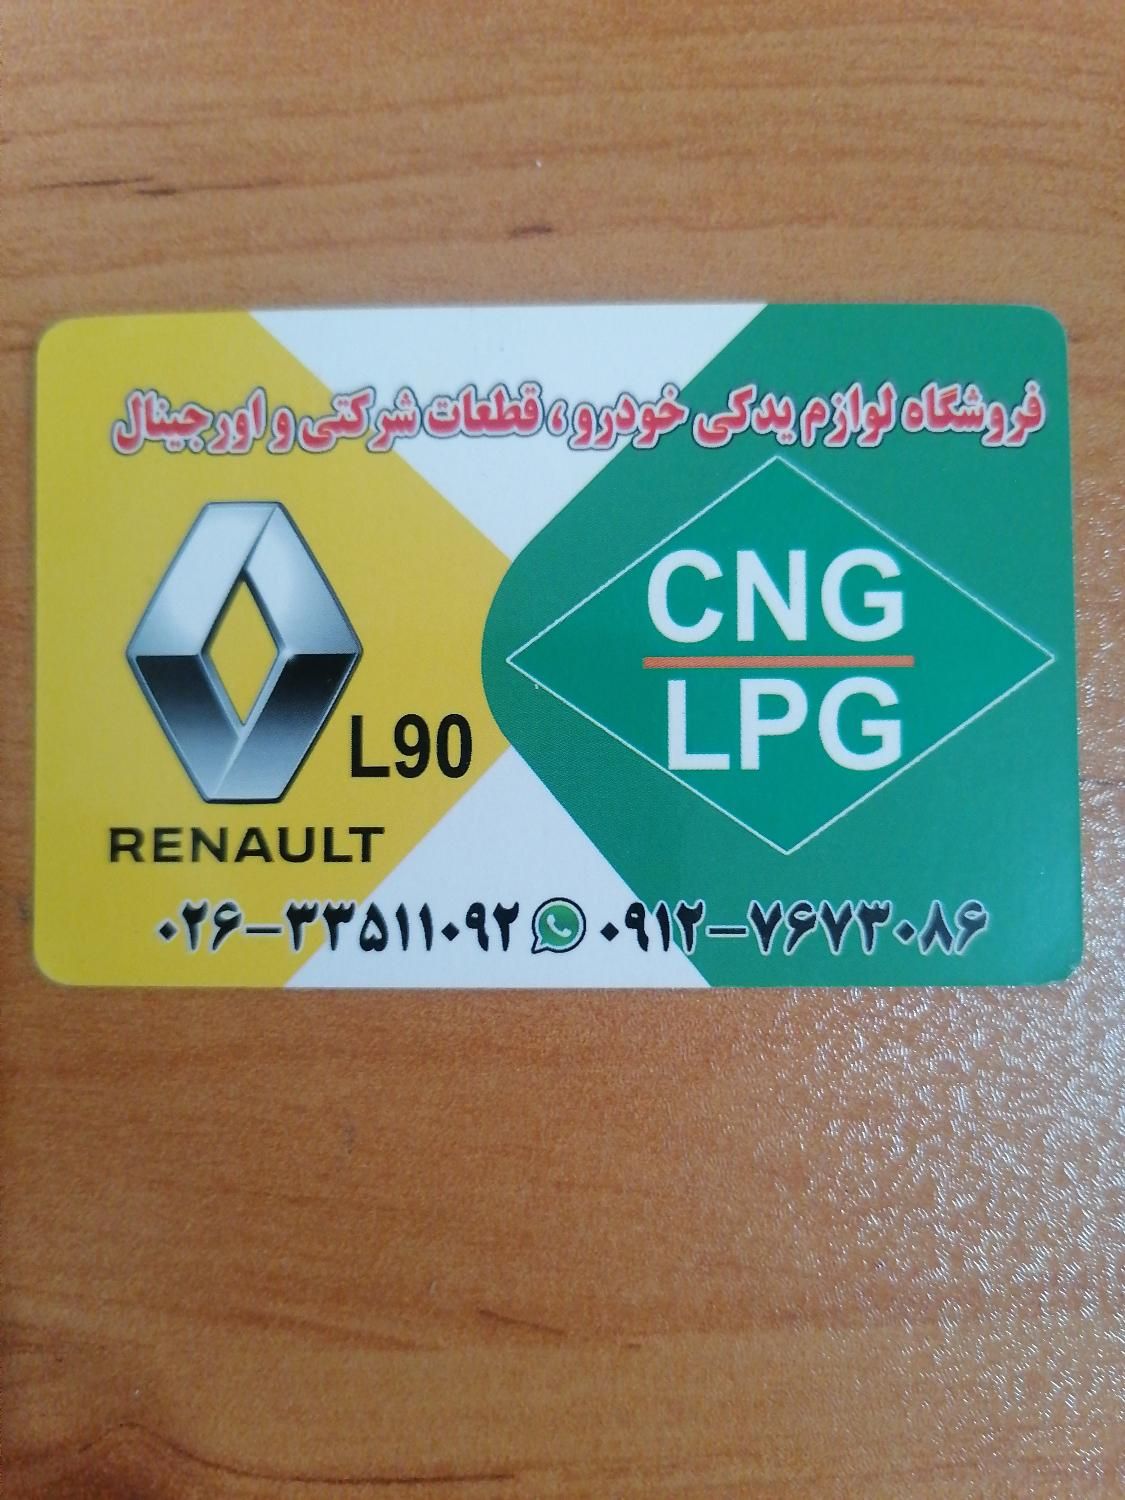 فروشگاه لوازم یدکی خودرو ، قطعات شرکتی و اورجینال
CNG
LPG
L90
RENAULT
۰۲۶-۳۳۵۱۱۰۹۲ ۰۹۱۲-۷۶۷۳۰۸۶